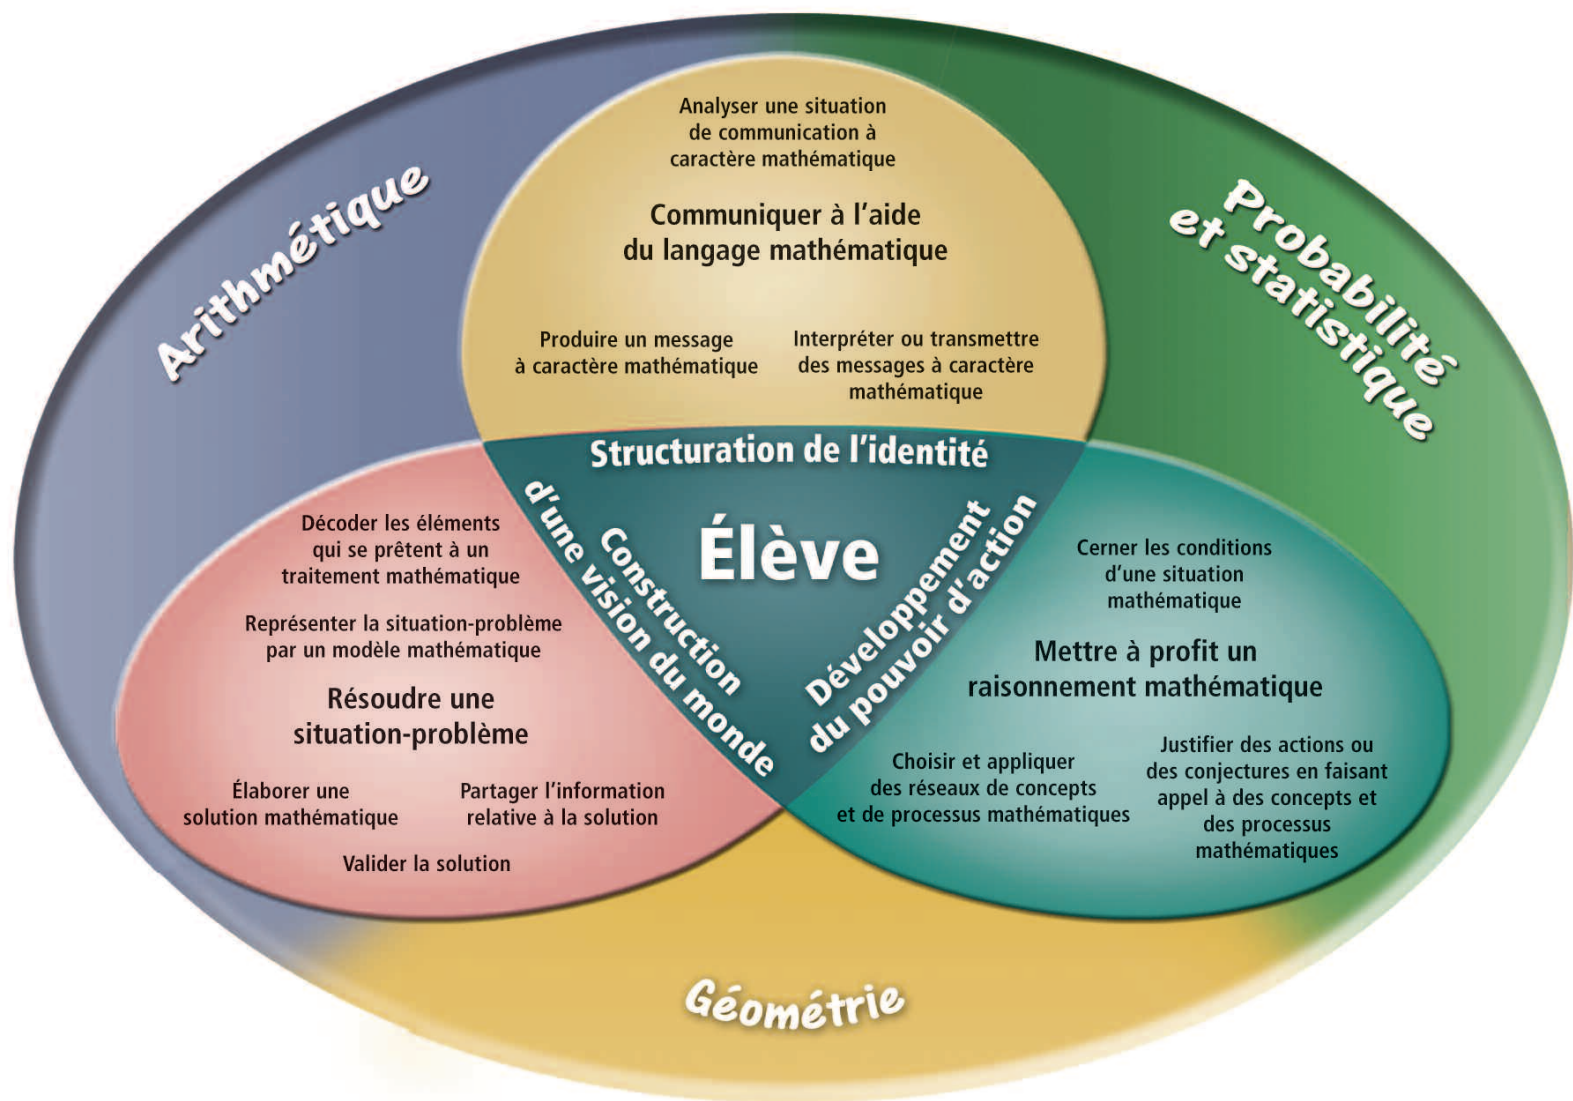 Arithmétique
Probabilité
et statistique
Analyser une situation
de communication à
caractère mathématique
Communiquer à l’aide
du langage mathématique
Produire un message
à caractère mathématique
Interpréter ou transmettre
des messages à caractère
mathématique
Structuration de l’identité
Élève
Construction
d’une vision du monde
Développement
du pouvoir d’action
Décoder les éléments
qui se prêtent à un
traitement mathématique
Représenter la situation-problème
par un modèle mathématique
Résoudre une
situation-problème
Élaborer une
solution mathématique
Partager l’information
relative à la solution
Valider la solution
Cerner les conditions
d’une situation
mathématique
Mettre à profit un
raisonnement mathématique
Choisir et appliquer
des réseaux de concepts
et de processus mathématiques
Justifier des actions ou
des conjectures en faisant
appel à des concepts et
des processus
mathématiques
Géométrie